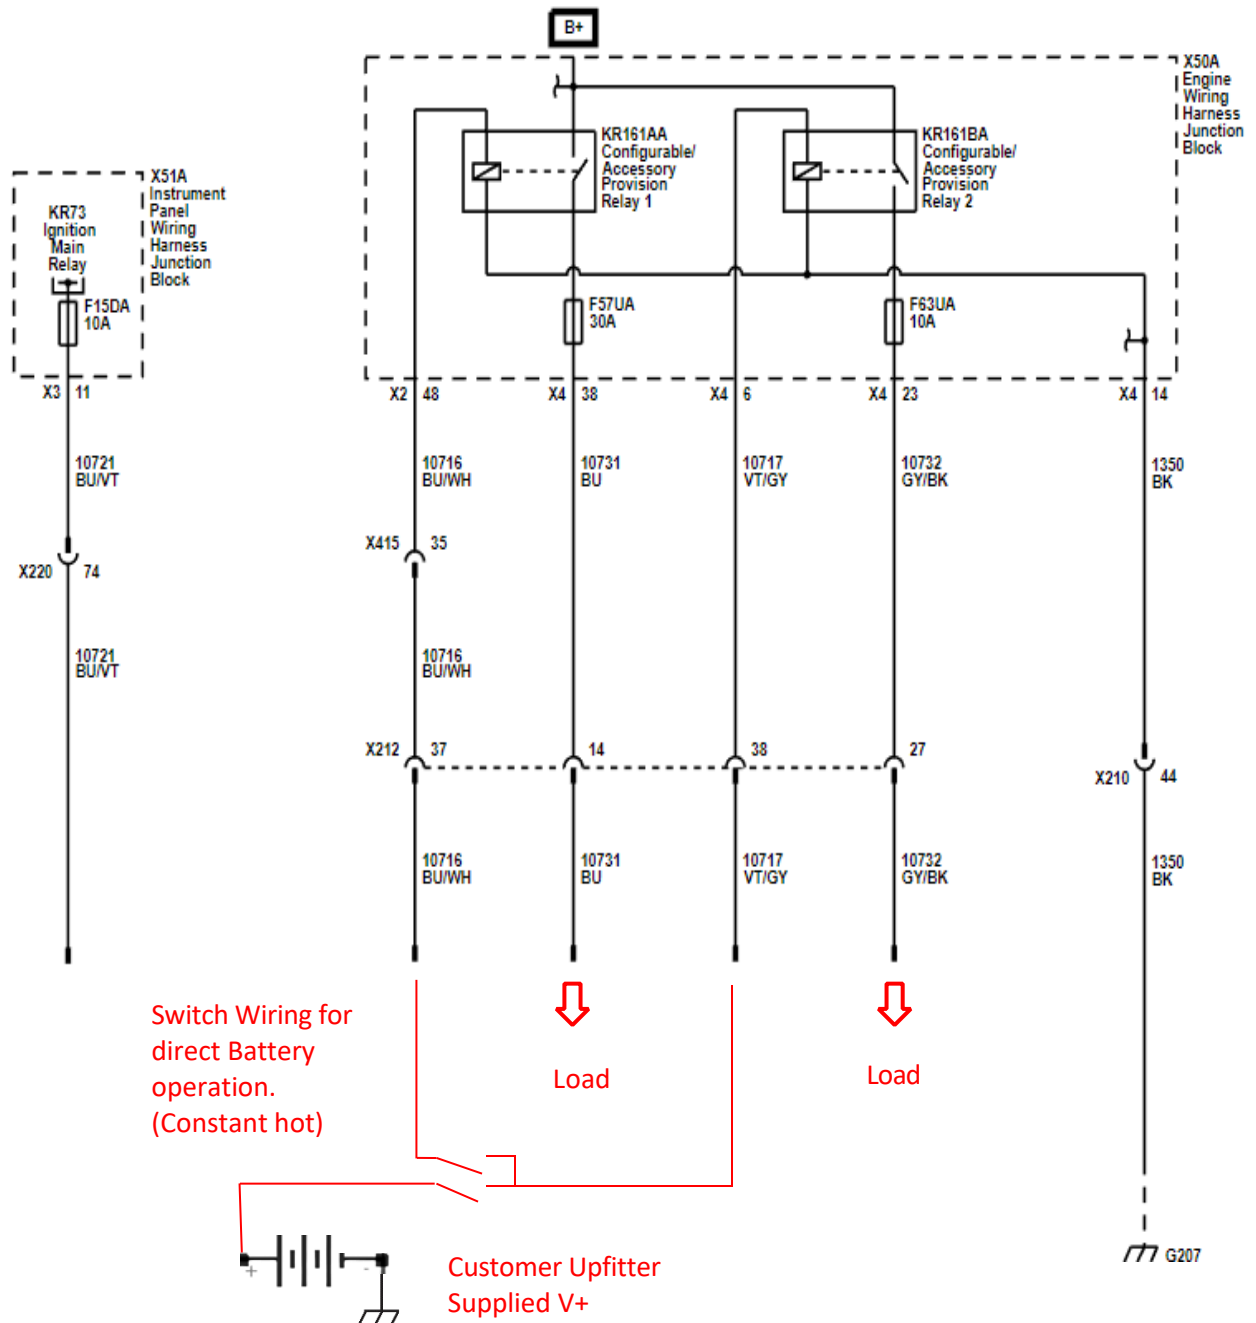 B+
X50A
Engine
Wiring
Harness
Junction
Block
KR161AA
Configurable/
Accessory
Provision
Relay 1
KR161BA
Configurable/
Accessory
Provision
Relay 2
X51A
Instrument
Panel
Wiring
Harness
Junction
Block
KR73
Ignition
Main
Relay
F15DA
10A
F57UA
30A
F63UA
10A
X3 11
X2 48
X4 38
X4 6
X4 23
X4 14
10721
BU/VT
10716
BU/WH
10731
BU
10717
VT/GY
10732
GY/BK
1350
BK
X415 35
X220 74
10721
BU/VT
10716
BU/WH
X212 37
14
38
27
X210 44
10716
BU/WH
10731
BU
10717
VT/GY
10732
GY/BK
1350
BK
Switch Wiring for
direct Battery
operation.
(Constant hot)
Load
Load
+
-
G207
Customer Upfitter
Supplied V+